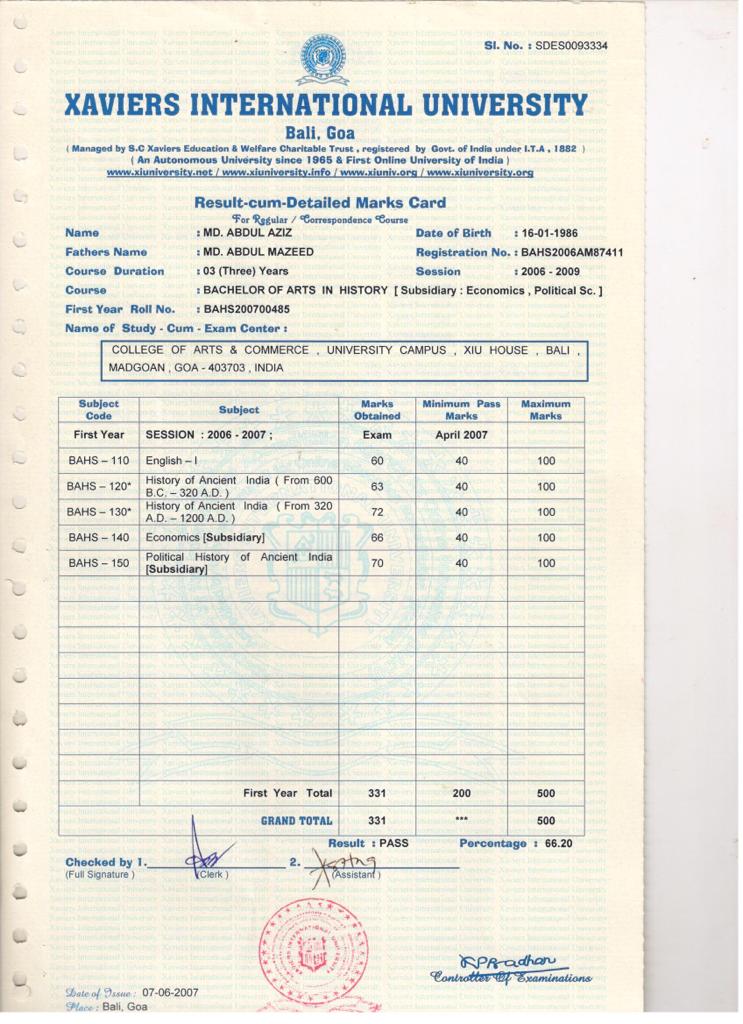 Sl. No. : SDES0093334
XAVIERS INTERNATIONAL UNIVERSITY
Bali, Goa
( Managed by S.C Xaviers Education & Welfare Charitable Trust , registered by Govt. of India under I.T.A , 1882 )
( An Autonomous University since 1965 & First Online University of India )
www.xiuniversity.net / www.xiuniversity.info / www.xiuniv.org / www.xiuniversity.org
Result-cum-Detailed Marks Card
For Regular / Correspondence Course
Name : MD. ABDUL AZIZ Date of Birth : 16-01-1986
Fathers Name : MD. ABDUL MAZEED Registration No. : BAHS2006AM87411
Course Duration : 03 (Three) Years Session : 2006 - 2009
Course : BACHELOR OF ARTS IN HISTORY [ Subsidiary : Economics , Political Sc. ]
First Year Roll No. : BAHS200700485
Name of Study - Cum - Exam Center :
COLLEGE OF ARTS & COMMERCE , UNIVERSITY CAMPUS , XIU HOUSE , BALI ,
MADGOAN , GOA - 403703 , INDIA
Subject Code Subject Marks Obtained Minimum Pass Marks Maximum Marks
First Year SESSION : 2006 - 2007 ; Exam April 2007
BAHS – 110 English – I 60 40 100
BAHS – 120* History of Ancient India ( From 600 B.C. – 320 A.D. ) 63 40 100
BAHS – 130* History of Ancient India ( From 320 A.D. – 1200 A.D. ) 72 40 100
BAHS – 140 Economics [Subsidiary] 66 40 100
BAHS – 150 Political History of Ancient India [Subsidiary] 70 40 100
First Year Total 331 200 500
GRAND TOTAL 331 *** 500
Result : PASS Percentage : 66.20
Checked by 1. 2.
(Full Signature ) (Clerk ) (Assistant )
XAVIERS INTERNATIONAL UNIVERSITY
Controller Of Examinations
Date of Issue : 07-06-2007
Place : Bali, Goa